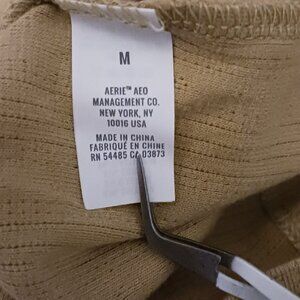 M
AERIE™ AEO
MANAGEMENT CO.
NEW YORK, NY
10016 USA
MADE IN CHINA
FABRIQUÉ EN CHINE
RN 54485 CA 03873